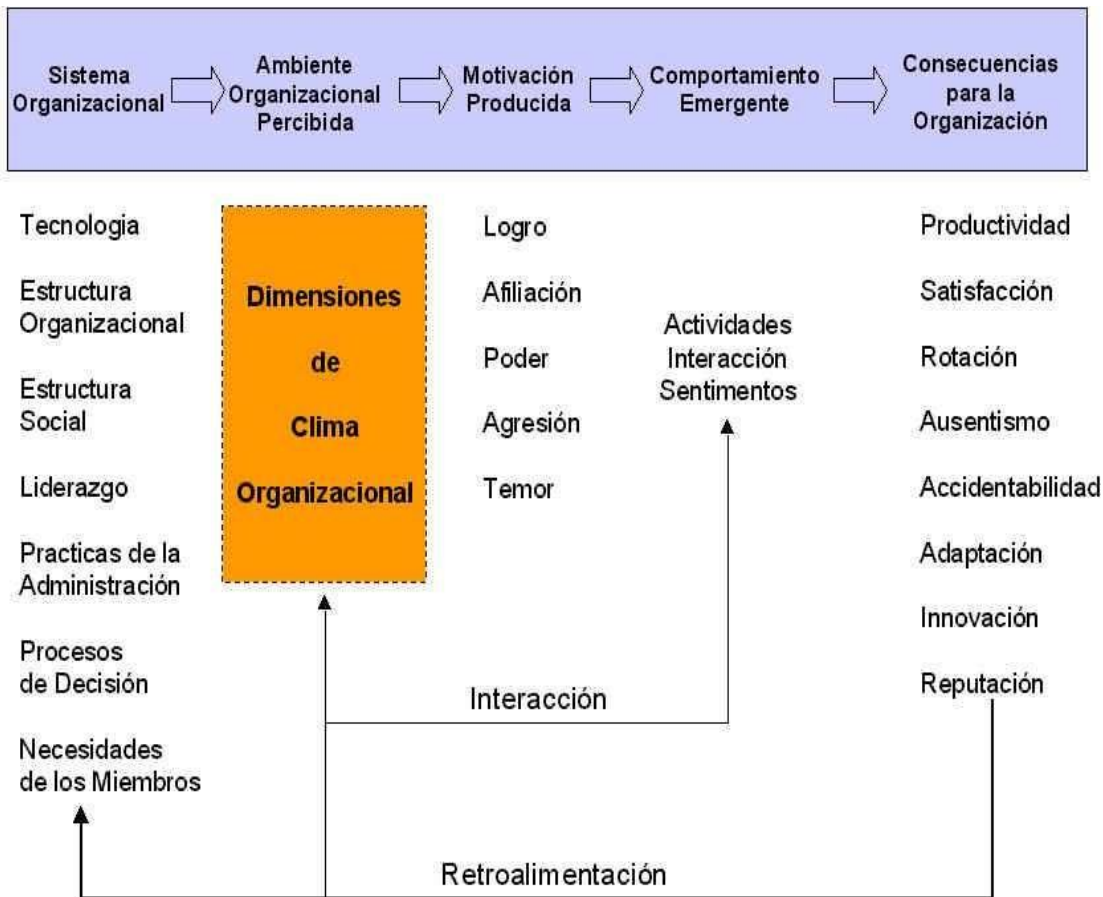 Sistema
Organizacional
Ambiente
Organizacional
Percibida
Motivación
Producida
Comportamiento
Emergente
Consecuencias
para la
Organización
Tecnologia
Estructura
Organizacional
Estructura
Social
Liderazgo
Practicas de la
Administración
Procesos
de Decisión
Necesidades
de los Miembros
Dimensiones
de
Clima
Organizacional
Logro
Afiliación
Poder
Agresión
Temor
Actividades
Interacción
Sentimentos
Productividad
Satisfacción
Rotación
Ausentismo
Accidentabilidad
Adaptación
Innovación
Reputación
Interacción
Retroalimentación